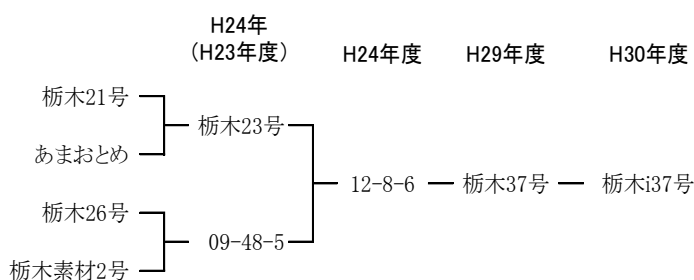 H24年
（H23年度） H24年度 H29年度 H30年度
栃木21号
栃木23号
あまおとめ
12-8-6 栃木37号 栃木i37号
栃木26号
09-48-5
栃木素材2号